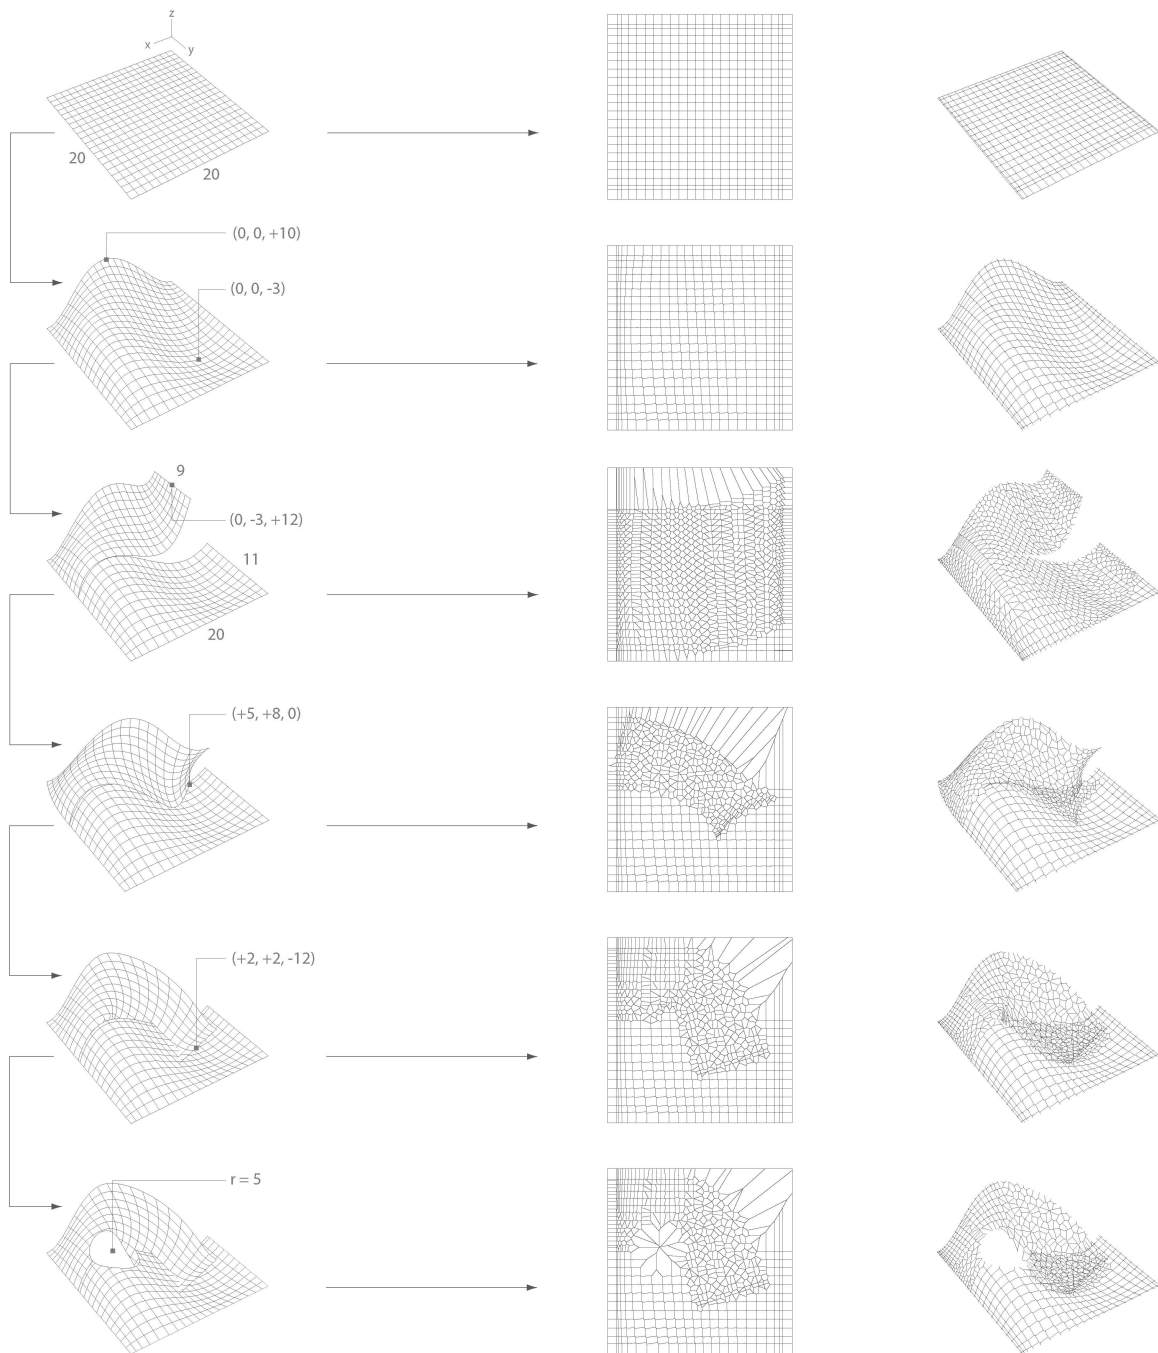 z
x
y
20
20
(0, 0, +10)
(0, 0, -3)
9
(0, -3, +12)
11
20
(+5, +8, 0)
(+2, +2, -12)
r = 5